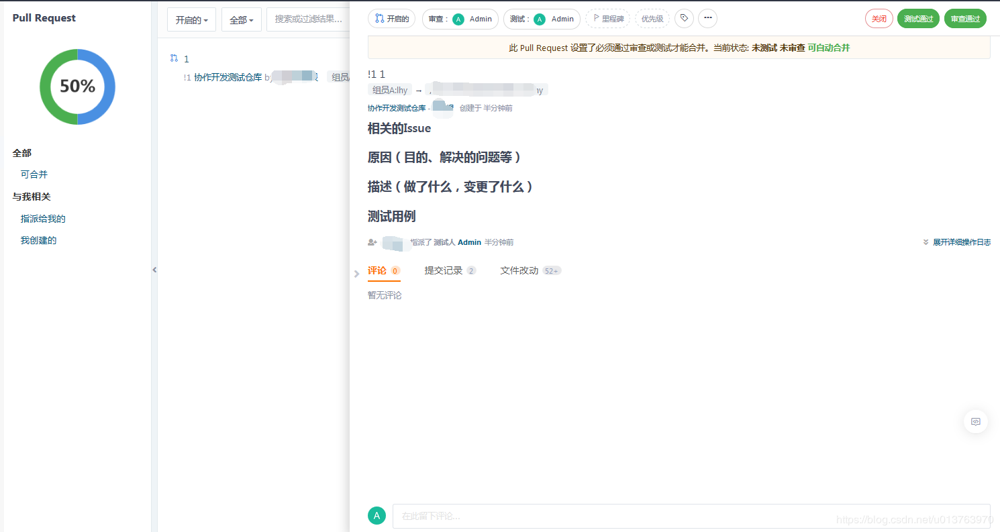 Pull Request
50%
全部
可合并
与我相关
指派给我的
我创建的
开启的
全部
搜索或过滤结果...
1
!1 协作开发测试仓库 by
组员
开启的
审查： A Admin
测试： A Admin
里程碑
优先级
关闭
测试通过
审查通过
此 Pull Request 设置了必须通过审查或测试才能合并。当前状态: 未测试 未审查 可自动合并
!1 1
组员A:lhy → hy
协作开发测试仓库 - 创建于 半分钟前
相关的Issue
原因（目的、解决的问题等）
描述（做了什么，变更了什么）
测试用例
指派了 测试人 Admin 半分钟前
展开详细操作日志
评论 0
提交记录 2
文件改动 52+
暂无评论
A
在此留下评论...
https://blog.csdn.net/u013763970